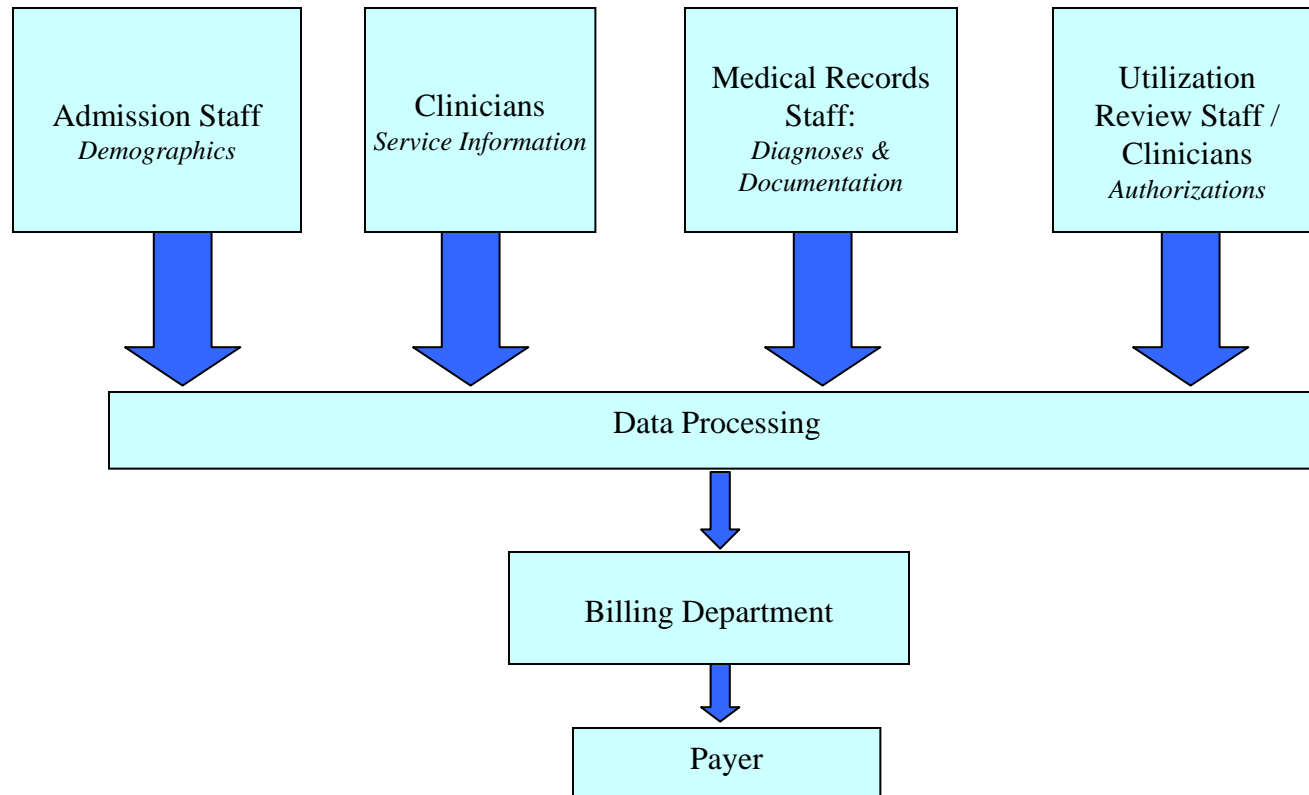 Admission Staff
Demographics
Clinicians
Service Information
Medical Records
Staff:
Diagnoses &
Documentation
Utilization
Review Staff /
Clinicians
Authorizations
Data Processing
Billing Department
Payer